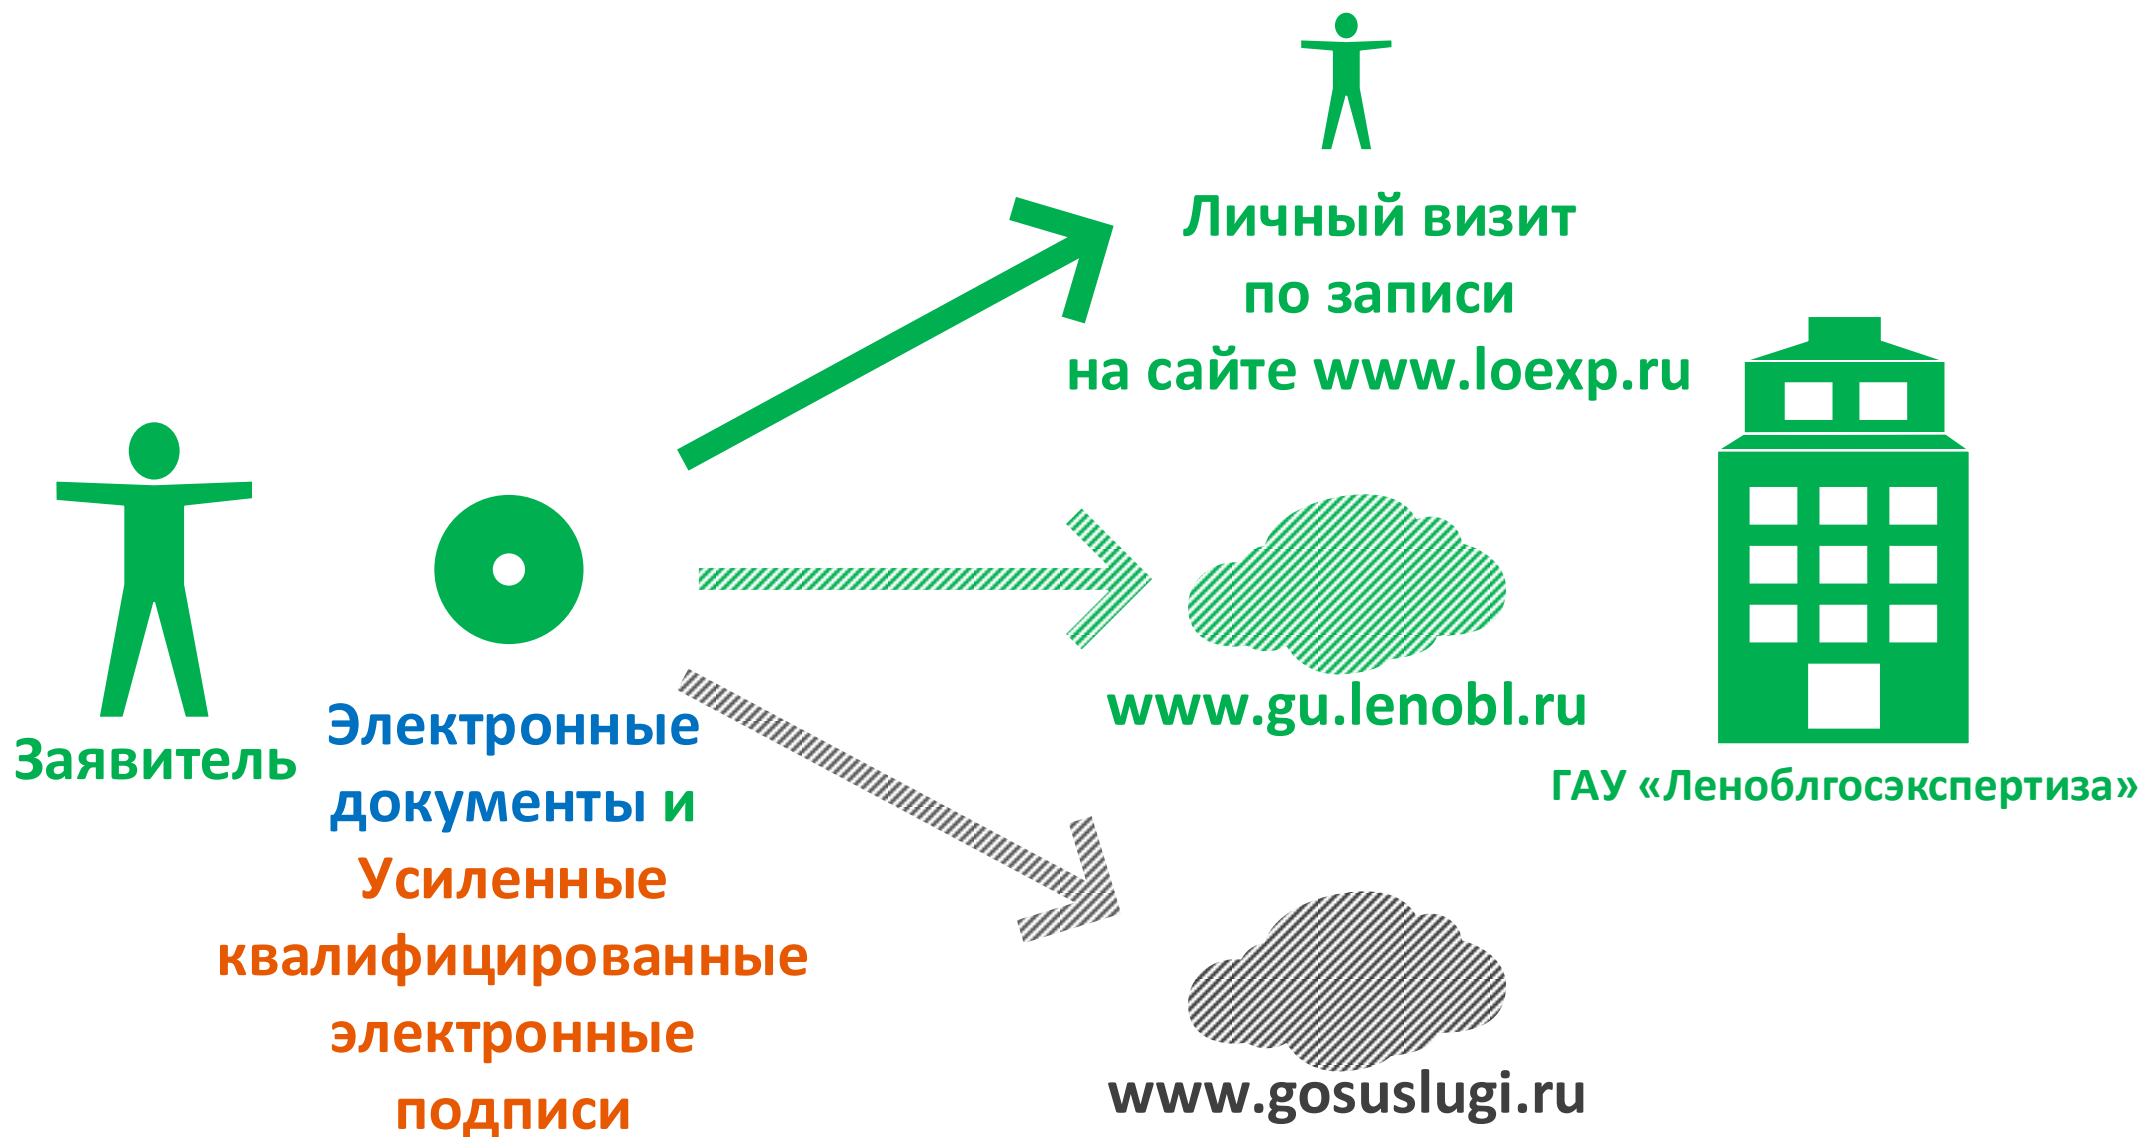 Личный визит
по записи
на сайте www.loexp.ru
Заявитель
Электронные
документы и
Усиленные
квалифицированные
электронные
подписи
www.gu.lenobl.ru
www.gosuslugi.ru
ГАУ «Леноблгосэкспертиза»